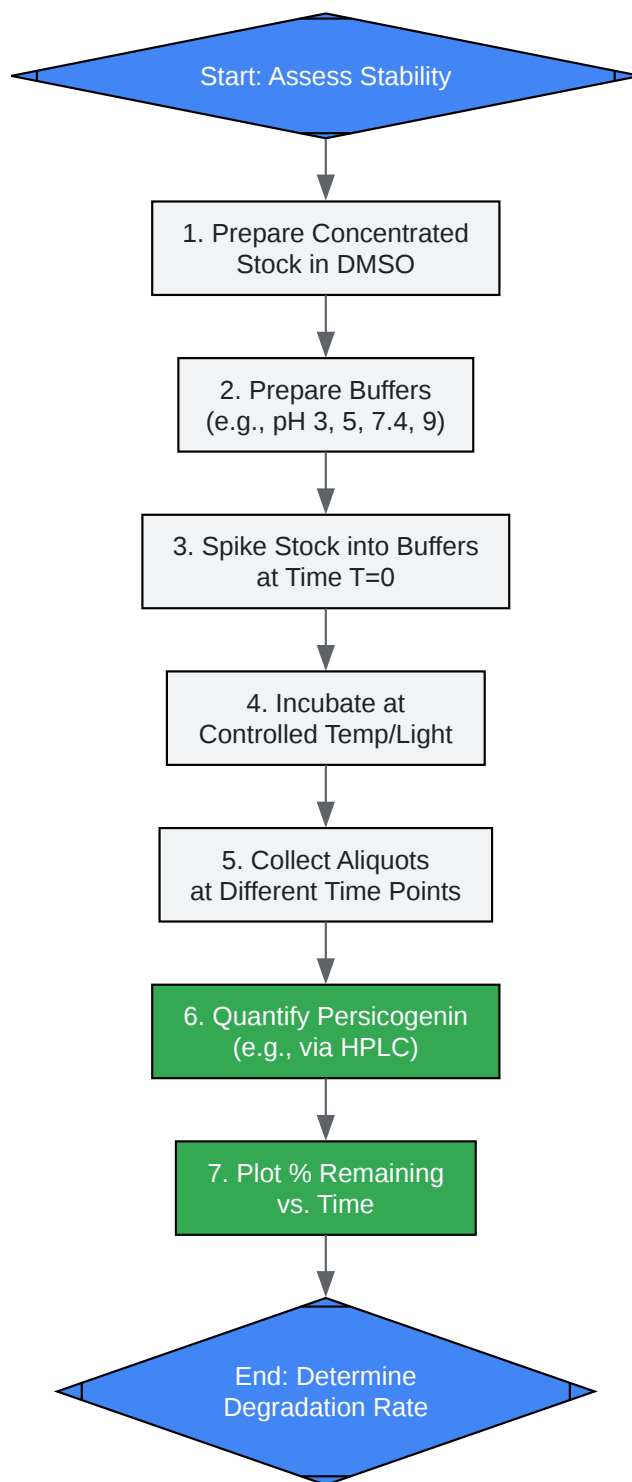 Start: Assess Stability
1. Prepare Concentrated
Stock in DMSO
2. Prepare Buffers
(e.g., pH 3, 5, 7.4, 9)
3. Spike Stock into Buffers
at Time T=0
4. Incubate at
Controlled Temp/Light
5. Collect Aliquots
at Different Time Points
6. Quantify Persicogenin
(e.g., via HPLC)
7. Plot % Remaining
vs. Time
End: Determine
Degradation Rate